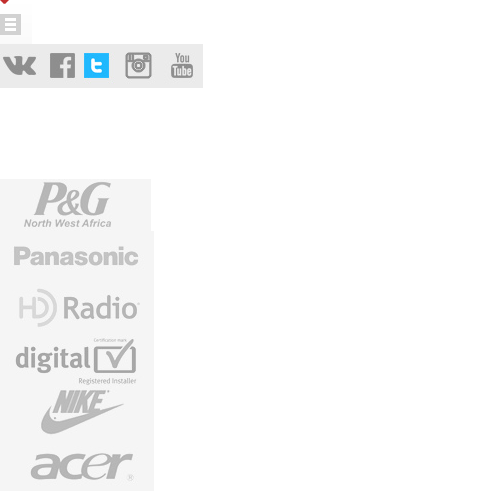 You
Tube
P&G
North West Africa
Panasonic
HD Radio
Certification mark
digital
Registered Installer
NIKE
acer